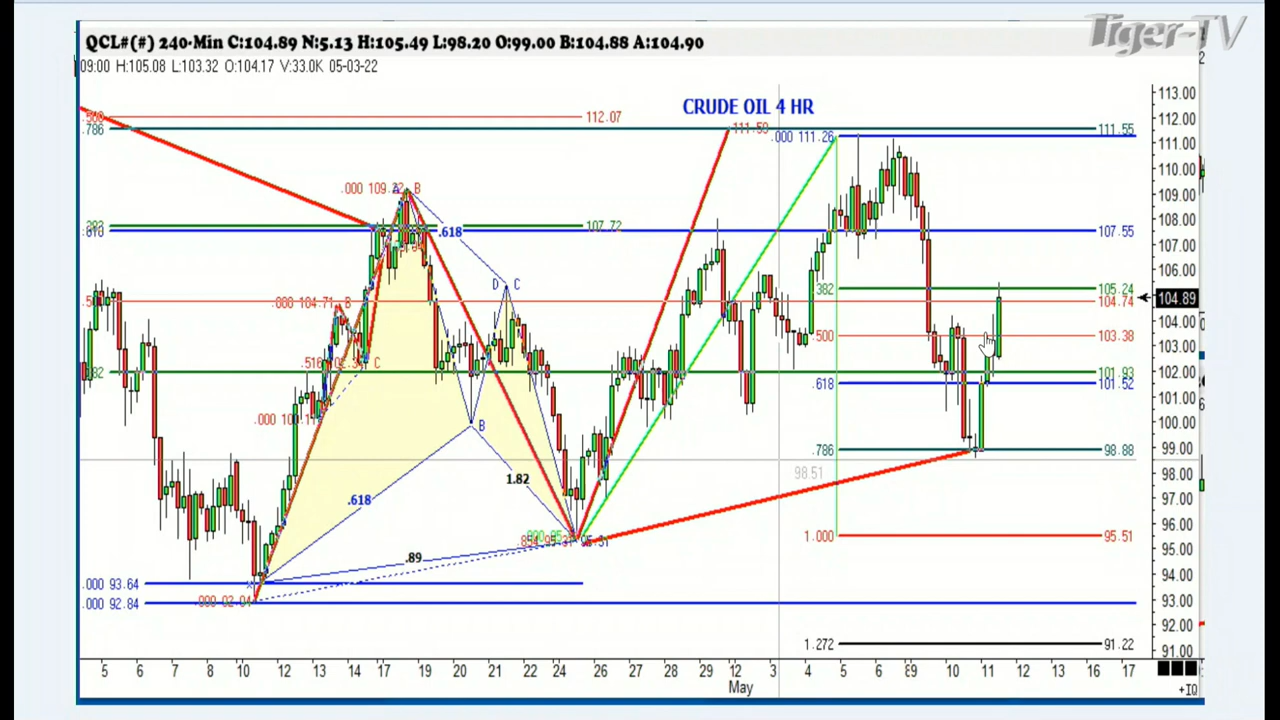 Tiger-TV
QCL#(#) 240-Min C:104.89 N:5.13 H:105.49 L:98.20 O:99.00 B:104.88 A:104.90
09:00 H:105.08 L:103.32 O:104.17 V:33.0K 05-03-22
CRUDE OIL 4 HR
113.00
.500 112.07 112.00
.786 111.50 111.55
.000 111.26 111.00
110.00
.000 109.22 A B 109.00
.382 107.72 108.00
.618 107.55
107.00
106.00
D C .382 105.24
.000 104.71 B 104.74 104.89
104.00
.500 103.38
103.00
C
.382 101.93 102.00
.618 101.52
101.00
100.00
B
99.00
.786 98.88
98.51 98.00
1.82
.618 97.00
96.00
1.000 95.51
95.31
.89 95.00
94.00
.000 93.64
.000 92.84 93.00
92.00
1.272 91.22
91.00
5 6 7 10 12 13 14 17 19 20 21 24 26 27 28 29 12 3 4 5 6 9 10 11 12 13 16 17
May
+IQ